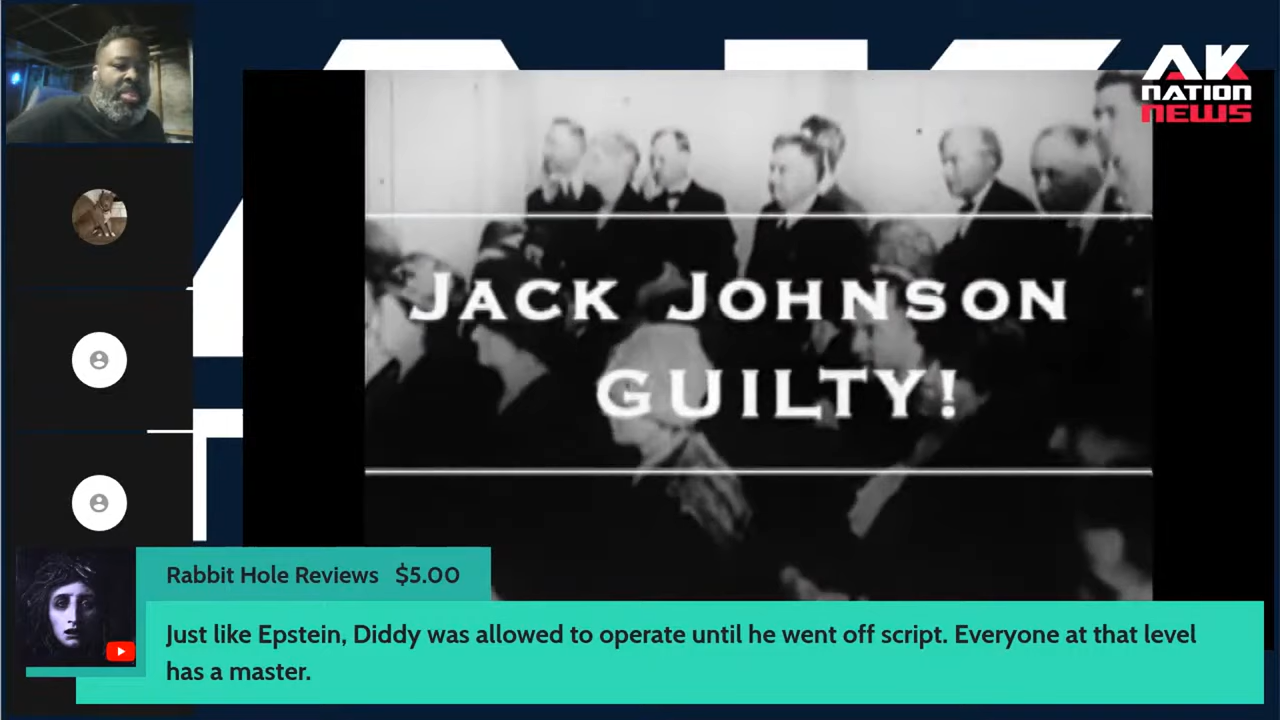 AK
NATION
NEWS
JACK JOHNSON
GUILTY!
Rabbit Hole Reviews $5.00
Just like Epstein, Diddy was allowed to operate until he went off script. Everyone at that level
has a master.